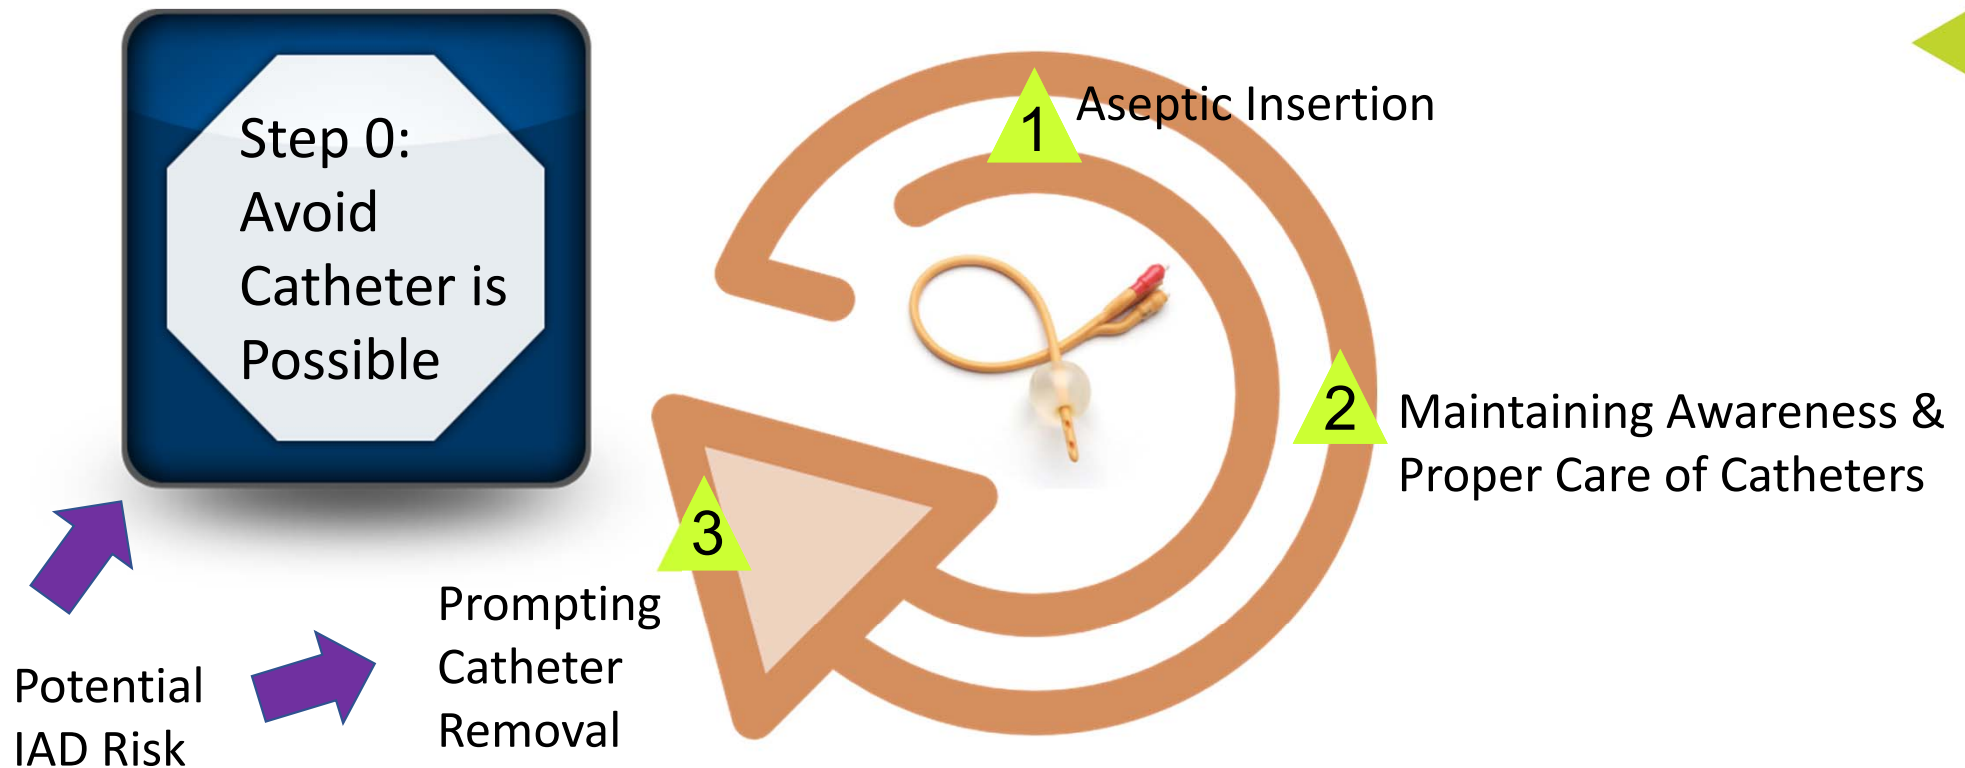 Step 0:
Avoid
Catheter is
Possible
1
Aseptic Insertion
2
Maintaining Awareness &
Proper Care of Catheters
3
Prompting
Catheter
Removal
Potential
IAD Risk